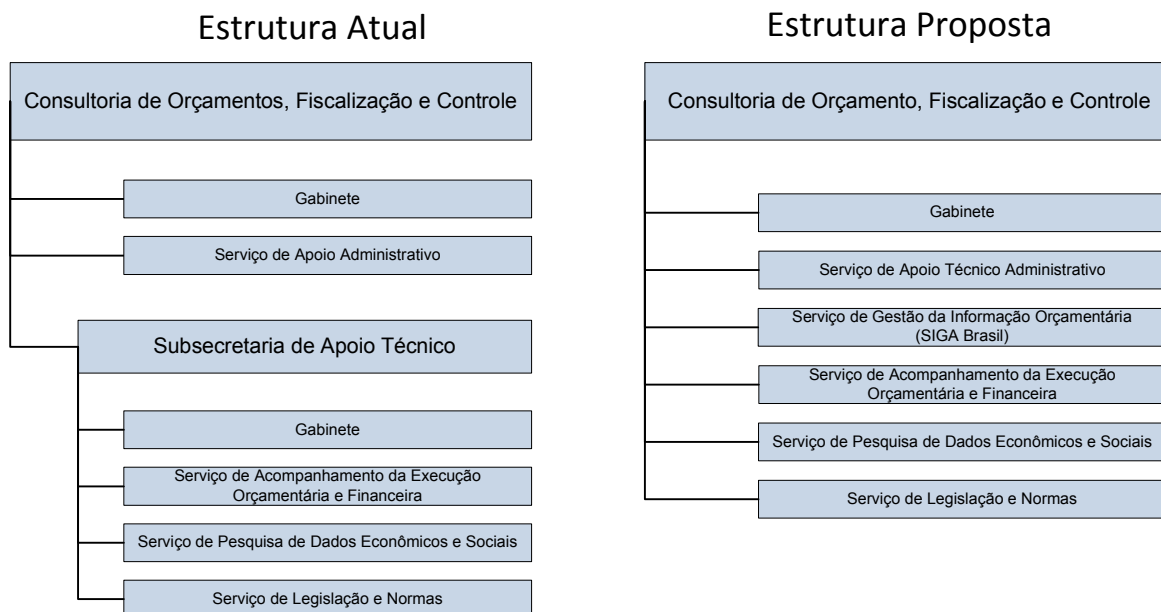 Estrutura Atual
Consultoria de Orçamentos, Fiscalização e Controle
Gabinete
Serviço de Apoio Administrativo
Subsecretaria de Apoio Técnico
Gabinete
Serviço de Acompanhamento da Execução
Orçamentária e Financeira
Serviço de Pesquisa de Dados Econômicos e Sociais
Serviço de Legislação e Normas
Estrutura Proposta
Consultoria de Orçamento, Fiscalização e Controle
Gabinete
Serviço de Apoio Técnico Administrativo
Serviço de Gestão da Informação Orçamentária
(SIGA Brasil)
Serviço de Acompanhamento da Execução
Orçamentária e Financeira
Serviço de Pesquisa de Dados Econômicos e Sociais
Serviço de Legislação e Normas